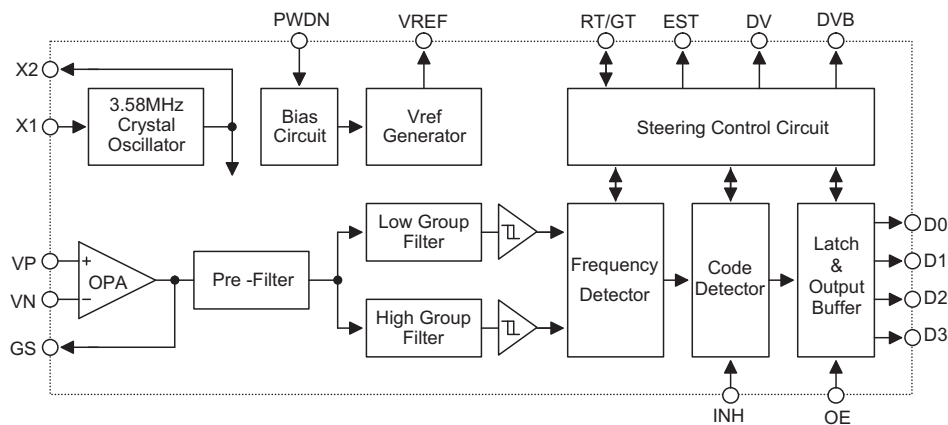 PWDN
VREF
RT/GT
EST
DV
DVB
X2
X1
3.58MHz
Crystal
Oscillator
Bias
Circuit
Vref
Generator
Steering Control Circuit
VP
VN
GS
+
−
OPA
Pre -Filter
Low Group
Filter
High Group
Filter
Frequency
Detector
Code
Detector
Latch
&
Output
Buffer
D0
D1
D2
D3
INH
OE